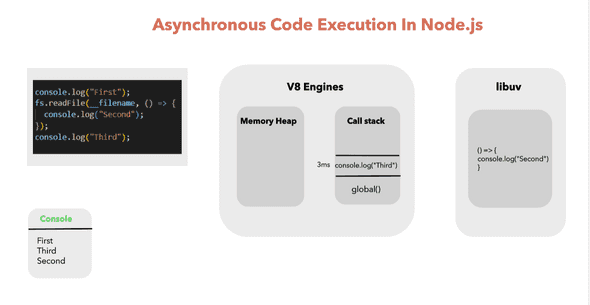 Asynchronous Code Execution In Node.js
console.log("First");
fs.readFile(__filename, () => {
console.log("Second");
});
console.log("Third");
V8 Engines
Memory Heap
Call stack
3ms
console.log("Third")
global()
libuv
() => {
console.log("Second")
}
Console
First
Third
Second